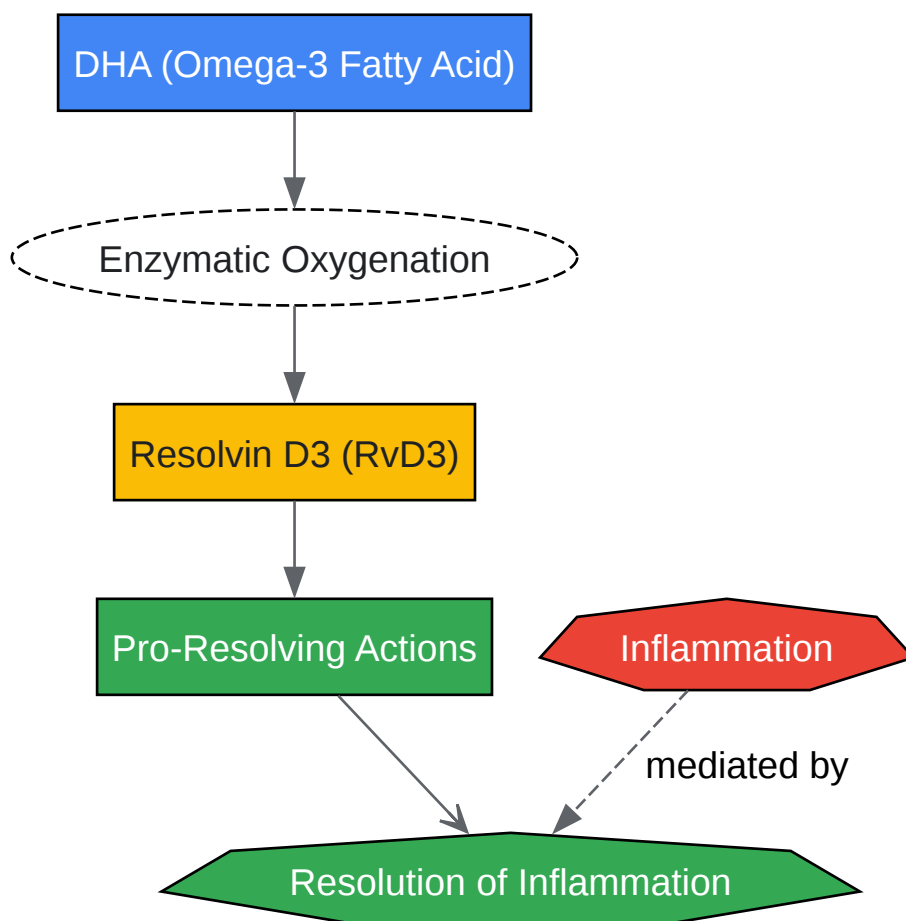 DHA (Omega-3 Fatty Acid)
Enzymatic Oxygenation
Resolvin D3 (RvD3)
Pro-Resolving Actions
Inflammation
mediated by
Resolution of Inflammation